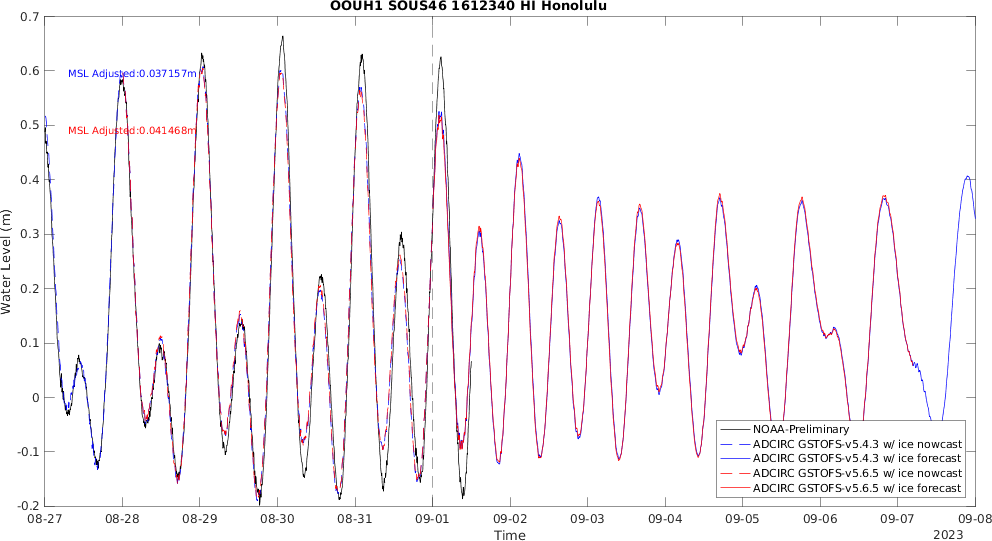 OOUH1 SOUS46 1612340 HI Honolulu
0.7
0.6
0.5
0.4
0.3
0.2
0.1
0
-0.1
-0.2
Water Level (m)
MSL Adjusted:0.037157m
MSL Adjusted:0.041468m
NOAA-Preliminary
ADCIRC GSTOFS-v5.4.3 w/ ice nowcast
ADCIRC GSTOFS-v5.4.3 w/ ice forecast
ADCIRC GSTOFS-v5.6.5 w/ ice nowcast
ADCIRC GSTOFS-v5.6.5 w/ ice forecast
08-27 08-28 08-29 08-30 08-31 09-01 09-02 09-03 09-04 09-05 09-06 09-07 09-08
Time
2023